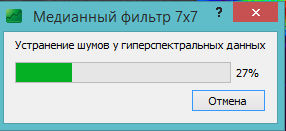 Медианный фильтр 7x7
?
Устранение шумов у гиперспектральных данных
27%
Отмена